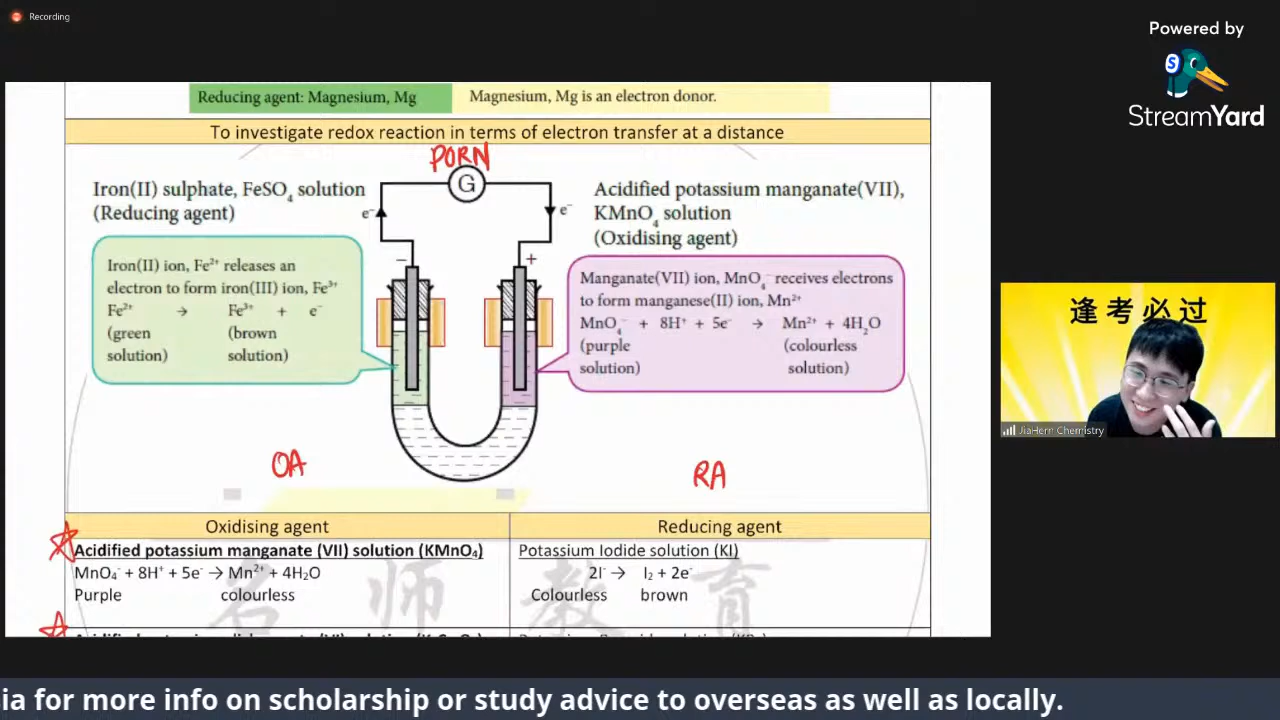 Recording
Powered by
S
StreamYard
Reducing agent: Magnesium, Mg
Magnesium, Mg is an electron donor.
To investigate redox reaction in terms of electron transfer at a distance
PORN
G
Iron(II) sulphate, FeSO₄ solution
(Reducing agent)
e⁻
e⁻
Acidified potassium manganate(VII),
KMnO₄ solution
(Oxidising agent)
−
+
Iron(II) ion, Fe²⁺ releases an
electron to form iron(III) ion, Fe³⁺
Fe²⁺ → Fe³⁺ + e⁻
(green (brown
solution) solution)
Manganate(VII) ion, MnO₄⁻ receives electrons
to form manganese(II) ion, Mn²⁺
MnO₄⁻ + 8H⁺ + 5e⁻ → Mn²⁺ + 4H₂O
(purple (colourless
solution) solution)
逢考必过
JiaHern Chemistry
OA
RA
Oxidising agent
Reducing agent
Acidified potassium manganate (VII) solution (KMnO₄)
MnO₄⁻ + 8H⁺ + 5e⁻ → Mn²⁺ + 4H₂O
Purple colourless
Potassium Iodide solution (KI)
2I⁻ → I₂ + 2e⁻
Colourless brown
名师教育
ia for more info on scholarship or study advice to overseas as well as locally.